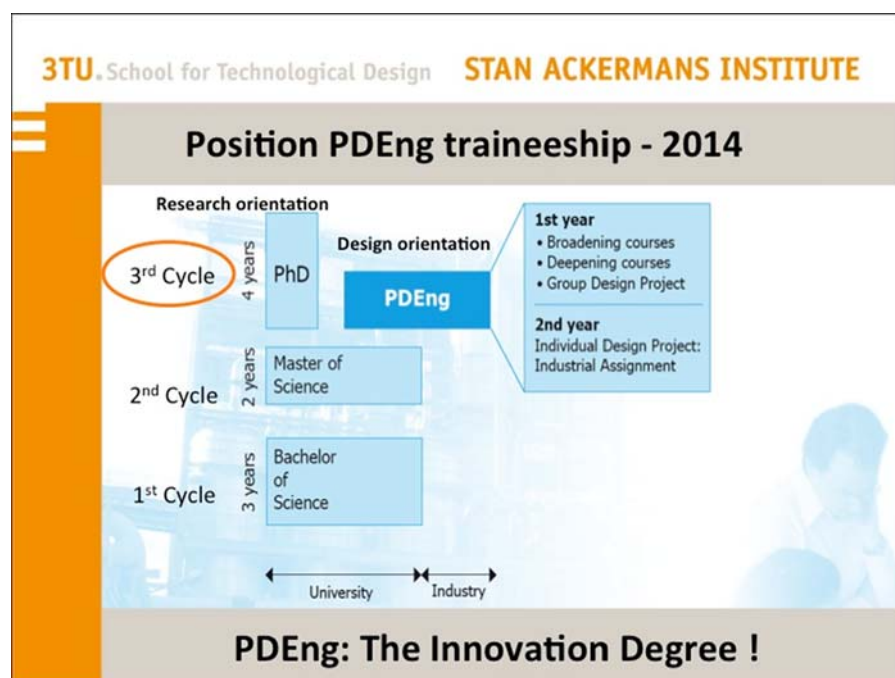 3TU. School for Technological Design STAN ACKERMANS INSTITUTE
Position PDEng traineeship - 2014
Research orientation
Design orientation
3rd Cycle
4 years
PhD
PDEng
1st year
• Broadening courses
• Deepening courses
• Group Design Project
2nd year
Individual Design Project:
Industrial Assignment
2nd Cycle
2 years
Master of
Science
1st Cycle
3 years
Bachelor
of
Science
University
Industry
PDEng: The Innovation Degree !